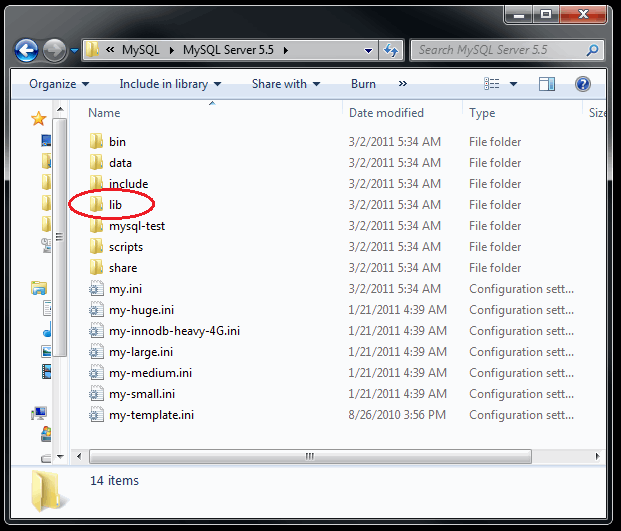 « MySQL ▸ MySQL Server 5.5 ▸ Search MySQL Server 5.5
Organize ▾ Include in library ▾ Share with ▾ Burn »
Name Date modified Type Size
bin 3/2/2011 5:34 AM File folder
data 3/2/2011 5:34 AM File folder
include 3/2/2011 5:34 AM File folder
lib 3/2/2011 5:34 AM File folder
mysql-test 3/2/2011 5:34 AM File folder
scripts 3/2/2011 5:34 AM File folder
share 3/2/2011 5:34 AM File folder
my.ini 3/2/2011 5:34 AM Configuration sett...
my-huge.ini 1/21/2011 4:39 AM Configuration sett...
my-innodb-heavy-4G.ini 1/21/2011 4:39 AM Configuration sett...
my-large.ini 1/21/2011 4:39 AM Configuration sett...
my-medium.ini 1/21/2011 4:39 AM Configuration sett...
my-small.ini 1/21/2011 4:39 AM Configuration sett...
my-template.ini 8/26/2010 3:56 PM Configuration sett...
14 items